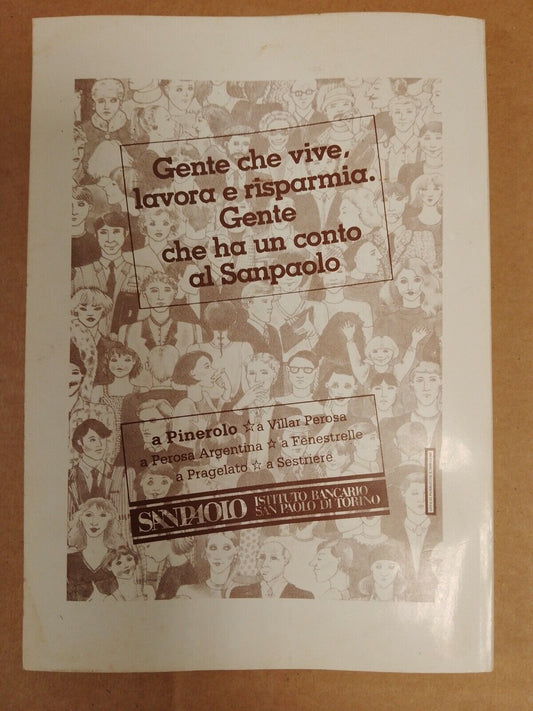 Gente che vive,
lavora e risparmia.
Gente
che ha un conto
al Sanpaolo
a Pinerolo ☆ a Villar Perosa
a Perosa Argentina ☆ a Fenestrelle
a Pragelato ☆ a Sestriere
SANPAOLO ISTITUTO BANCARIO
SAN PAOLO DI TORINO